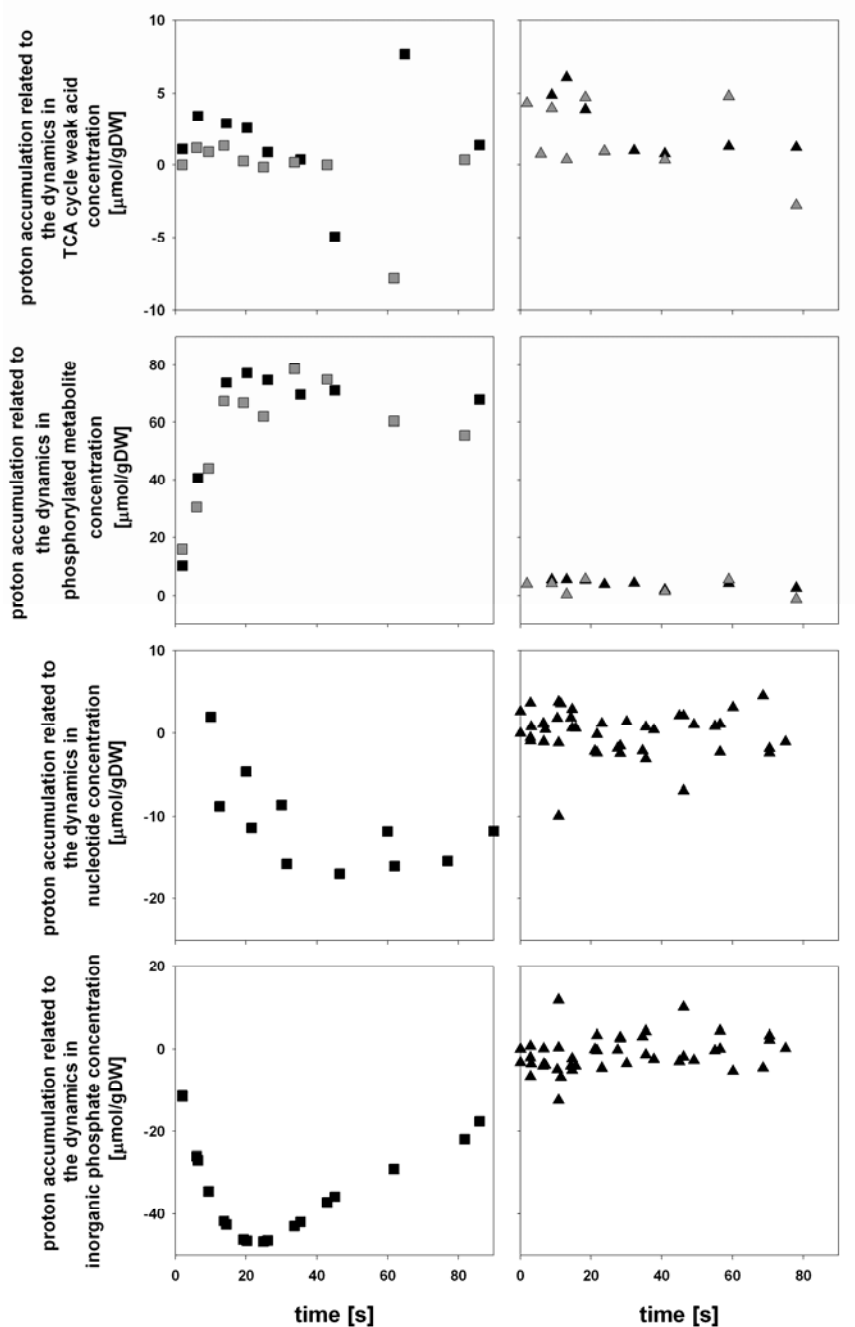 proton accumulation related to
the dynamics in
TCA cycle weak acid
concentration
[µmol/gDW]
10
5
0
-5
-10
proton accumulation related to
the dynamics in
phosphorylated metabolite
concentration
[µmol/gDW]
80
60
40
20
0
proton accumulation related to
the dynamics in
nucleotide concentration
[µmol/gDW]
10
0
-10
-20
proton accumulation related to
the dynamics in
inorganic phosphate concentration
[µmol/gDW]
20
0
-20
-40
0 20 40 60 80 0 20 40 60 80
time [s] time [s]